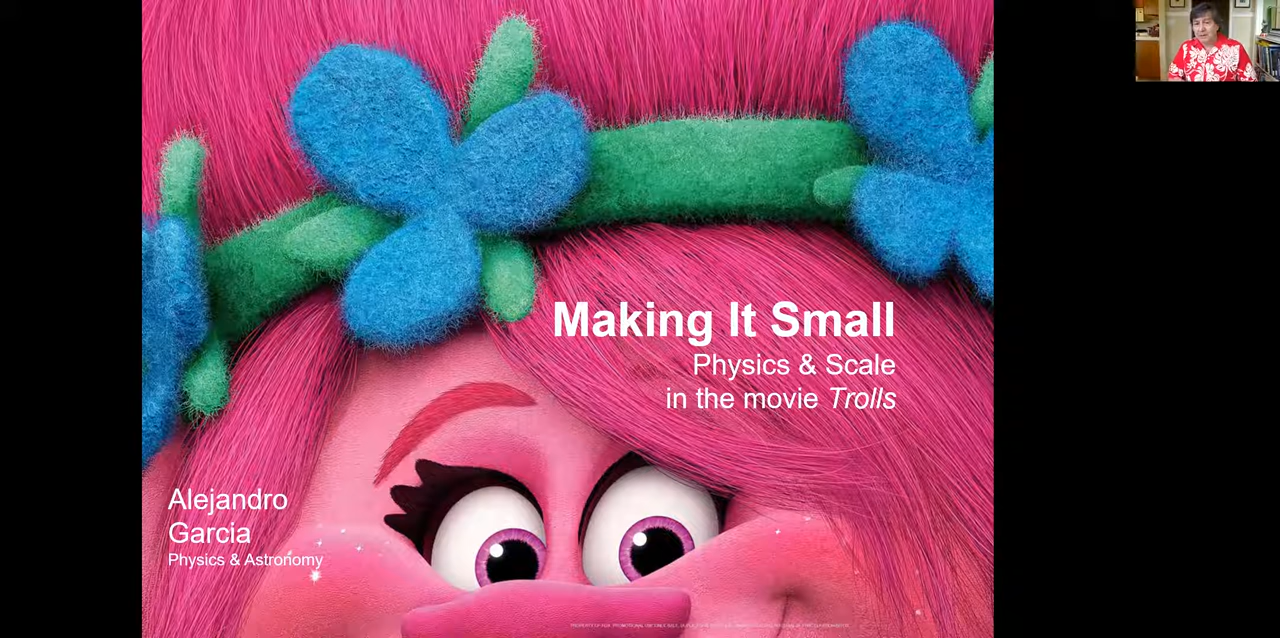 Making It Small
Physics & Scale
in the movie Trolls
Alejandro
Garcia
Physics & Astronomy